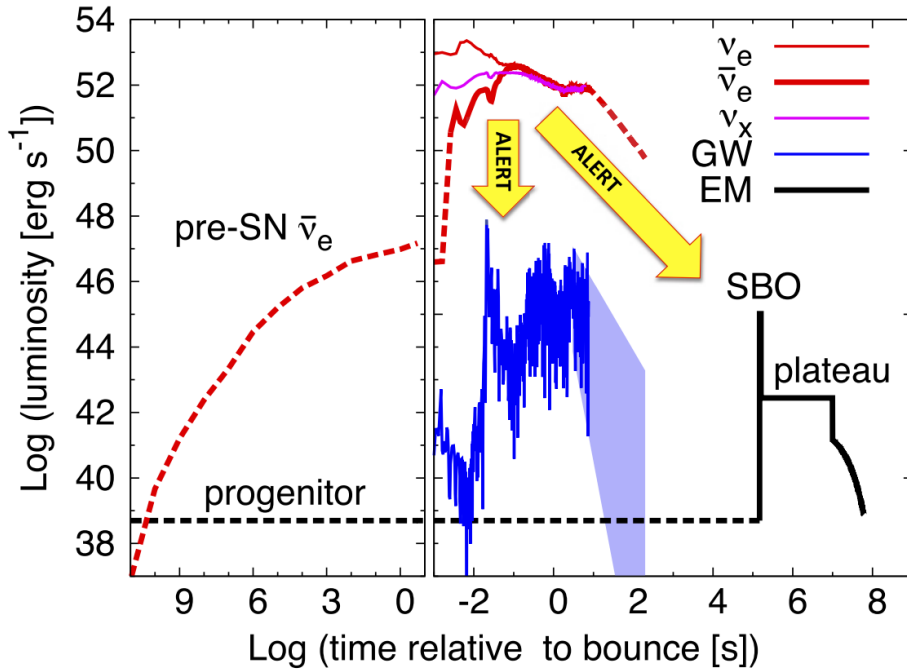 Log (luminosity [erg s⁻¹])
54
52
50
48
46
44
42
40
38
pre-SN ν̄ₑ
progenitor
9 6 3 0
-2 0 2 4 6 8
Log (time relative to bounce [s])
νₑ
ν̄ₑ
νₓ
GW
EM
ALERT
ALERT
SBO
plateau